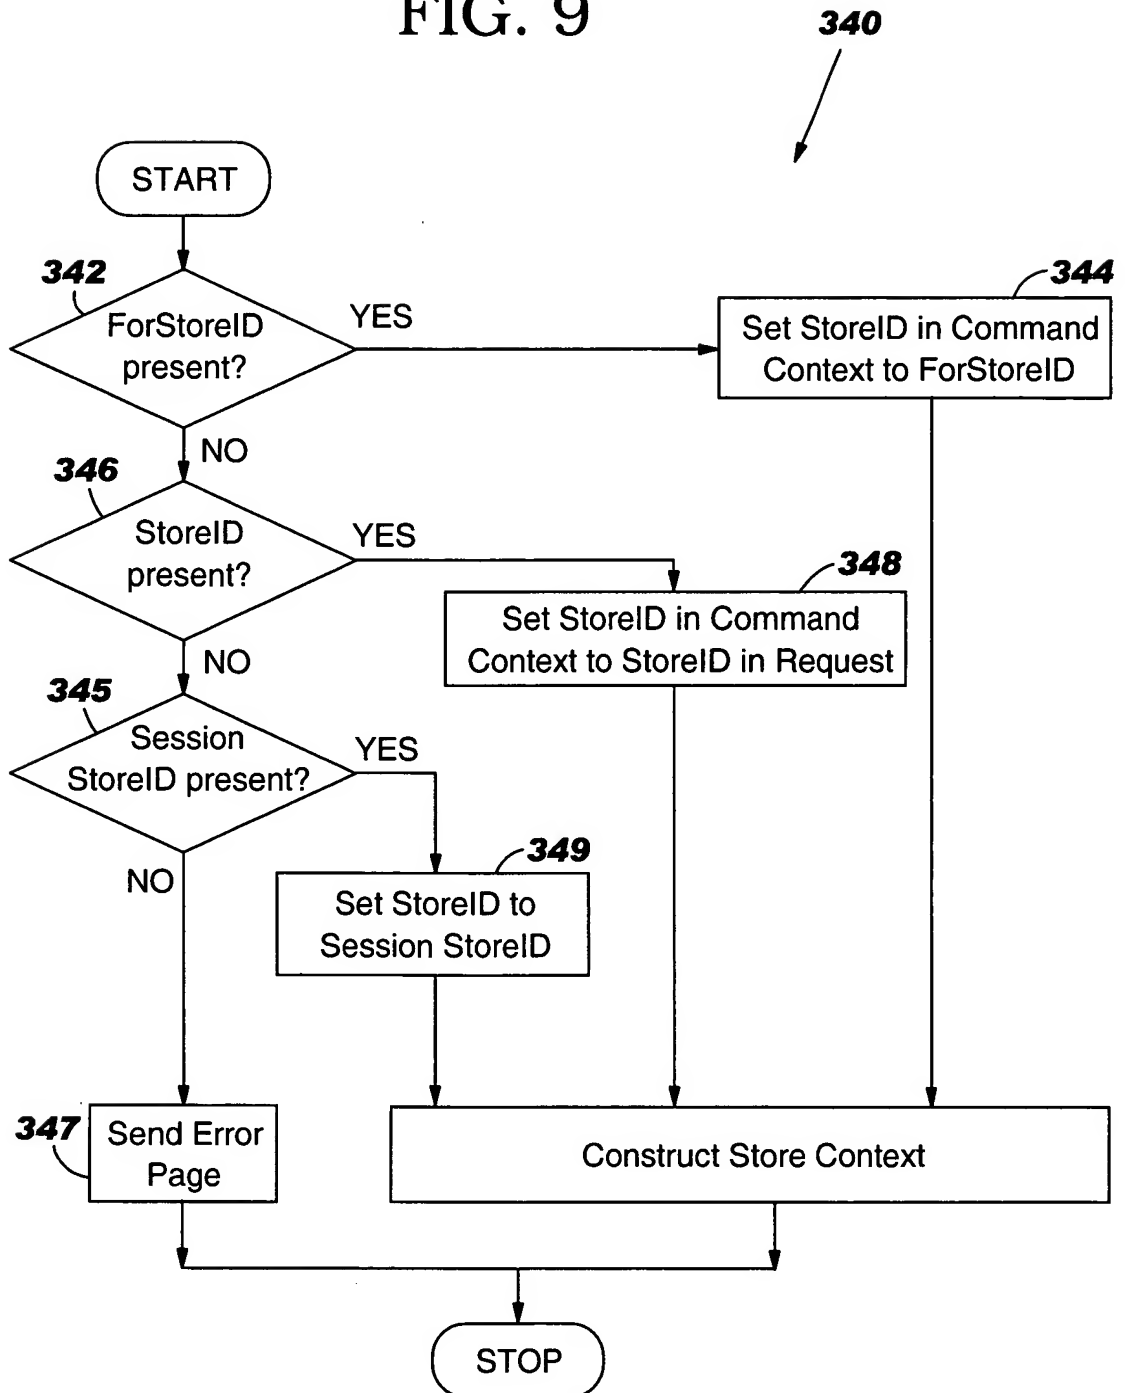 FIG. 9
340
START
342
ForStoreID
present?
YES
344
Set StoreID in Command
Context to ForStoreID
NO
346
StoreID
present?
YES
348
Set StoreID in Command
Context to StoreID in Request
NO
345
Session
StoreID present?
YES
349
Set StoreID to
Session StoreID
NO
347
Send Error
Page
Construct Store Context
STOP